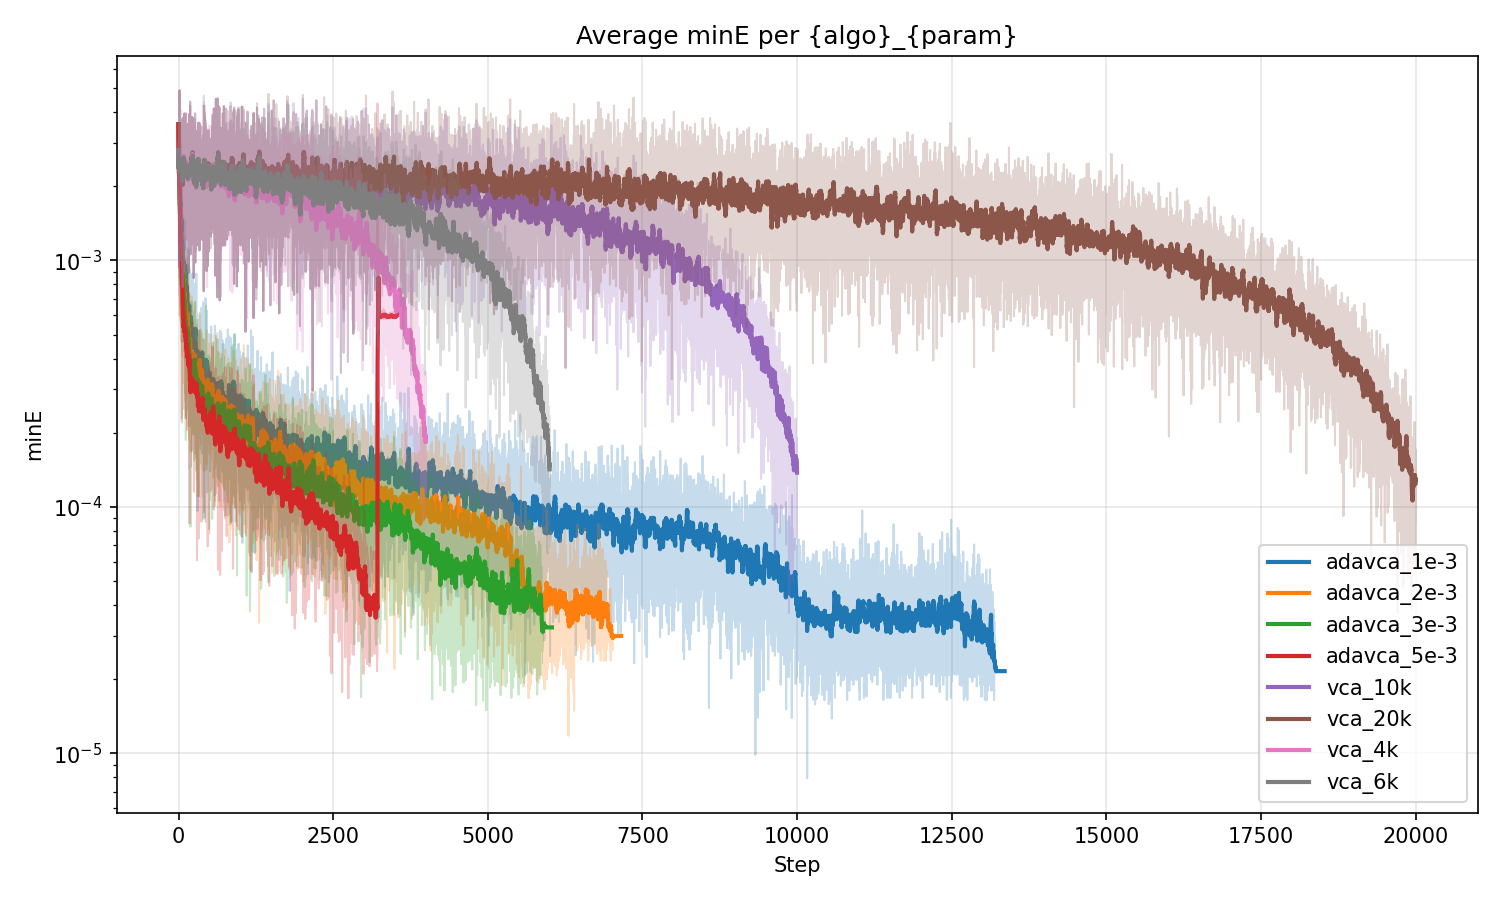 Average minE per {algo}_{param}
minE
10⁻³
10⁻⁴
10⁻⁵
adavca_1e-3
adavca_2e-3
adavca_3e-3
adavca_5e-3
vca_10k
vca_20k
vca_4k
vca_6k
0 2500 5000 7500 10000 12500 15000 17500 20000
Step